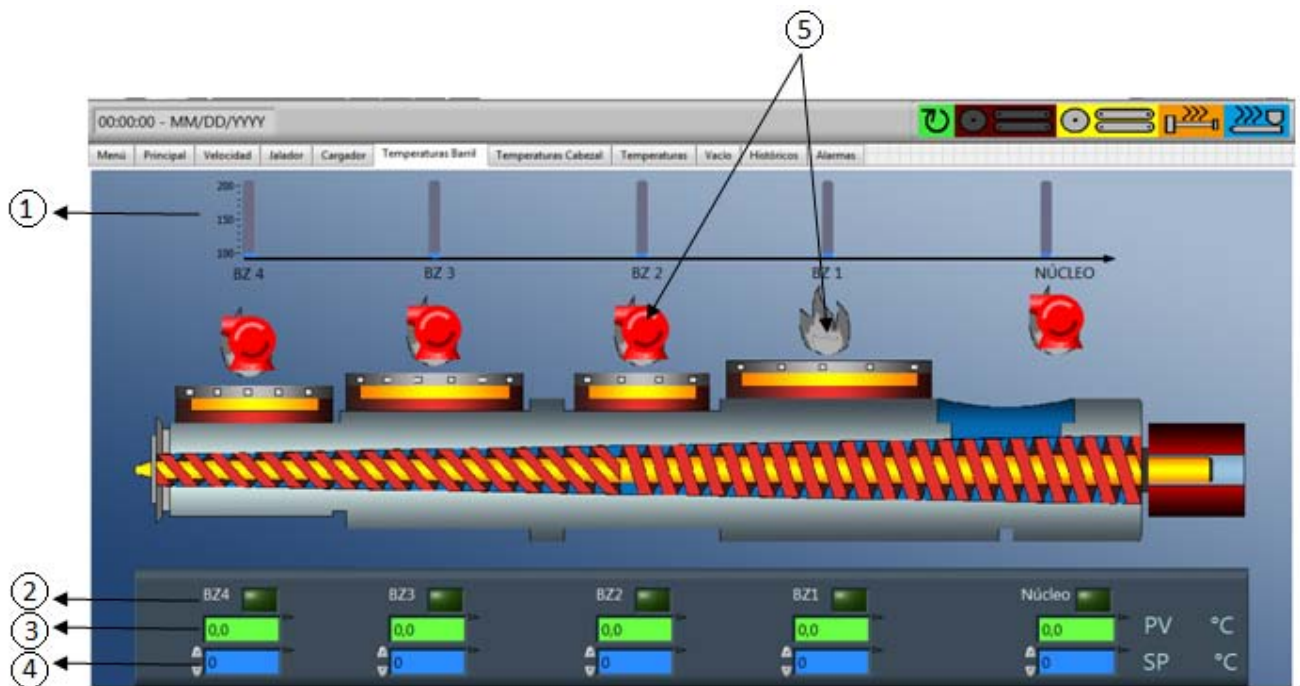 5
00:00:00 - MM/DD/YYYY
Menú Principal Velocidad Jalador Cargador Temperaturas Barril Temperaturas Cabezal Temperaturas Vacío Históricos Alarmas
1
200
150
100
BZ 4 BZ 3 BZ 2 BZ 1 NÚCLEO
2
BZ4 BZ3 BZ2 BZ1 Núcleo
3
0,0 0,0 0,0 0,0 0,0 PV °C
4
0 0 0 0 0 SP °C